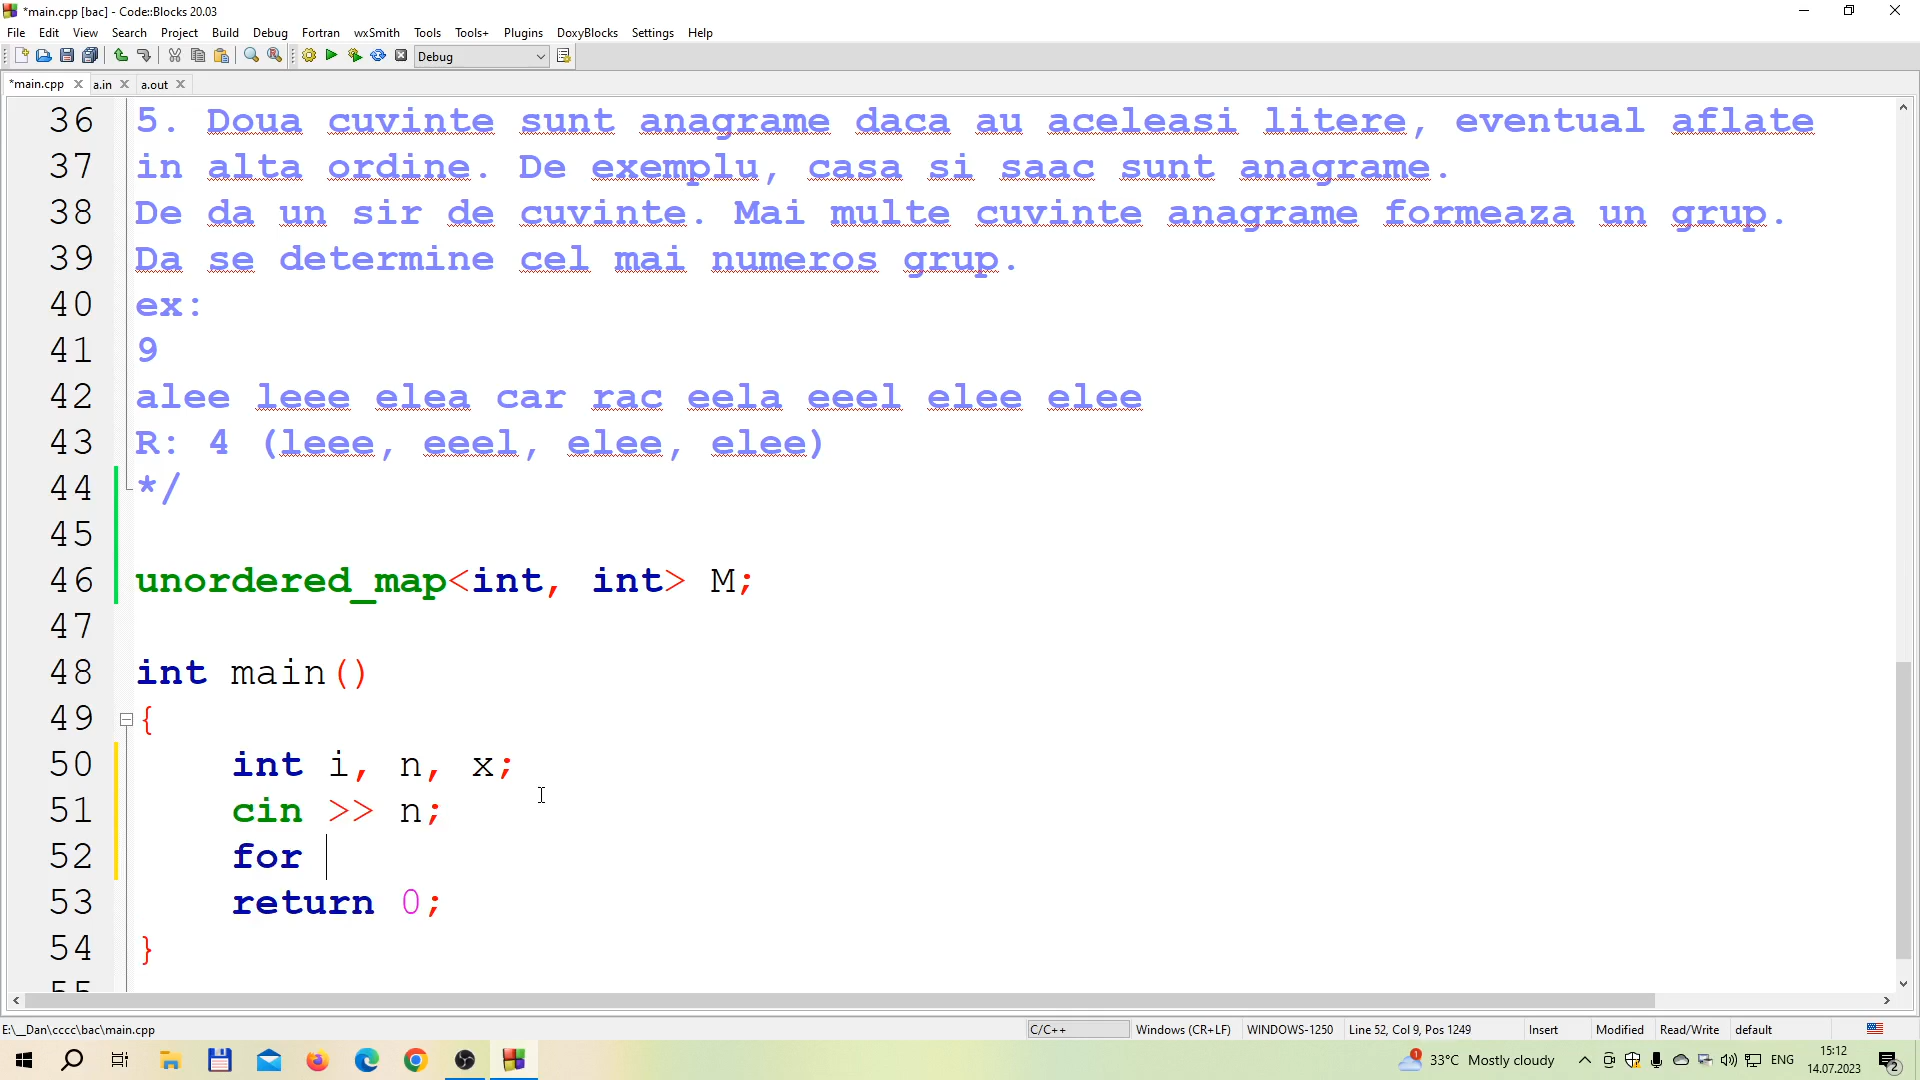 *main.cpp [bac] - Code::Blocks 20.03
File Edit View Search Project Build Debug Fortran wxSmith Tools Tools+ Plugins DoxyBlocks Settings Help
Debug
*main.cpp a.in a.out
36 5. Doua cuvinte sunt anagrame daca au aceleasi litere, eventual aflate
37 in alta ordine. De exemplu, casa si saac sunt anagrame.
38 De da un sir de cuvinte. Mai multe cuvinte anagrame formeaza un grup.
39 Da se determine cel mai numeros grup.
40 ex:
41 9
42 alee leee elea car rac eela eeel elee elee
43 R: 4 (leee, eeel, elee, elee)
44 */
45
46 unordered_map<int, int> M;
47
48 int main()
49 {
50 int i, n, x;
51 cin >> n;
52 for
53 return 0;
54 }
55
E:\__Dan\cccc\bac\main.cpp C/C++ Windows (CR+LF) WINDOWS-1250 Line 52, Col 9, Pos 1249 Insert Modified Read/Write default
1 33°C Mostly cloudy ENG 15:12
14.07.2023 2